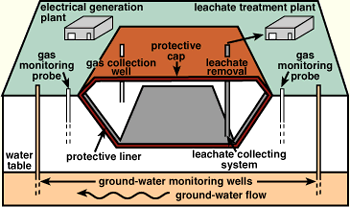 electrical generation
plant
leachate treatment plant
gas
monitoring
probe
protective
cap
gas collection
well
leachate
removal
gas
monitoring
probe
water
table
protective liner
leachate collecting
system
ground-water monitoring wells
ground-water flow